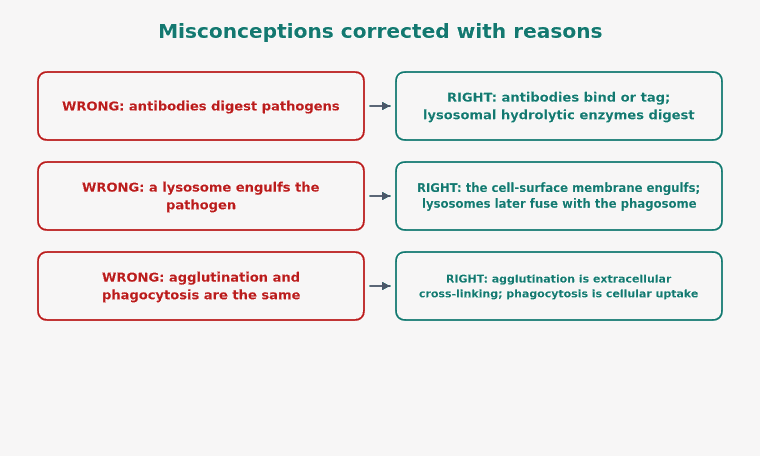 Misconceptions corrected with reasons
WRONG: antibodies digest pathogens
RIGHT: antibodies bind or tag;
lysosomal hydrolytic enzymes digest
WRONG: a lysosome engulfs the
pathogen
RIGHT: the cell-surface membrane engulfs;
lysosomes later fuse with the phagosome
WRONG: agglutination and
phagocytosis are the same
RIGHT: agglutination is extracellular
cross-linking; phagocytosis is cellular uptake